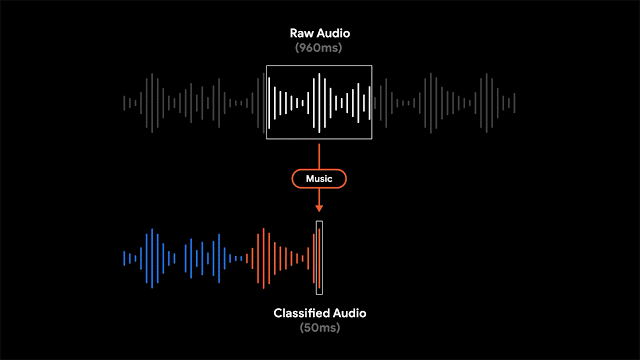 Raw Audio
(960ms)
Music
Classified Audio
(50ms)